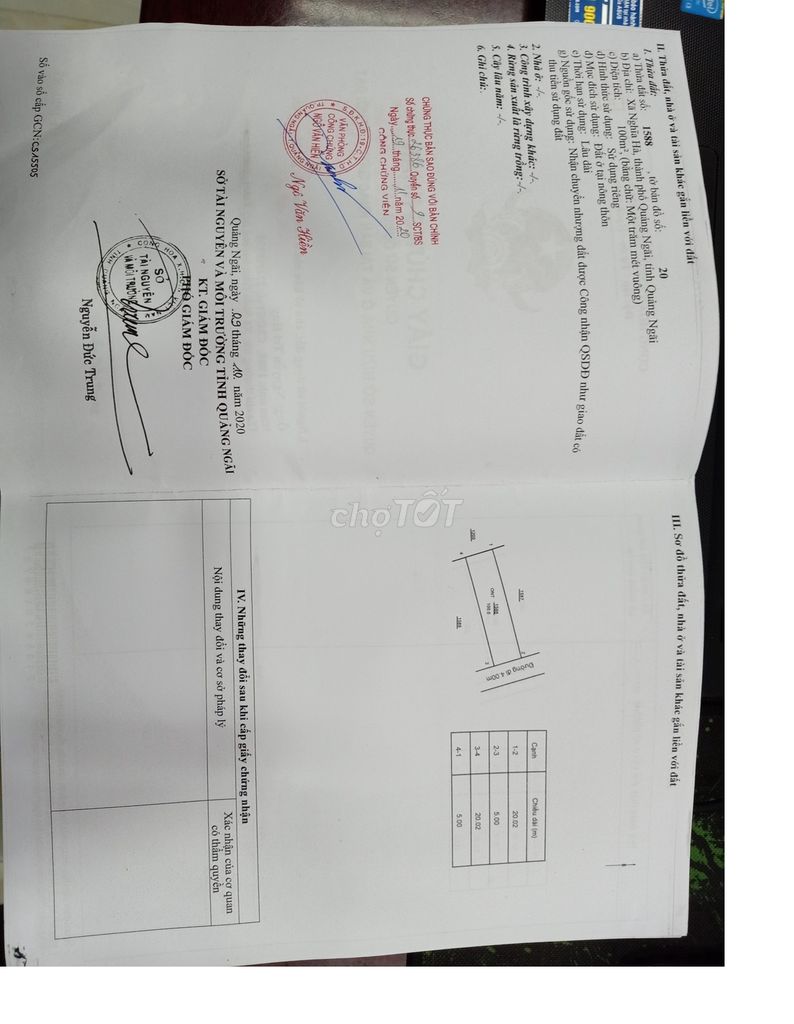 II. Thửa đất, nhà ở và tài sản khác gắn liền với đất
1. Thửa đất:
a) Thửa đất số: 1588 , tờ bản đồ số: 20
b) Địa chỉ: Xã Nghĩa Hà, thành phố Quảng Ngãi, tỉnh Quảng Ngãi
c) Diện tích: 100m², (bằng chữ: Một trăm mét vuông)
d) Hình thức sử dụng: Sử dụng riêng
đ) Mục đích sử dụng: Đất ở tại nông thôn
e) Thời hạn sử dụng: Lâu dài
g) Nguồn gốc sử dụng: Nhận chuyển nhượng đất được Công nhận QSDĐ như giao đất có
thu tiền sử dụng đất
2. Nhà ở: -/-
3. Công trình xây dựng khác: -/-
4. Rừng sản xuất là rừng trồng: -/-
5. Cây lâu năm: -/-
6. Ghi chú:
CHỨNG THỰC BẢN SAO ĐÚNG VỚI BẢN CHÍNH
Số chứng thực Quyển số 9 SCT/BS
Ngày tháng 11 năm 2020
CÔNG CHỨNG VIÊN
VĂN PHÒNG
CÔNG CHỨNG
NGÔ VĂN HIỀN
Ngô Văn Hiền
Quảng Ngãi, ngày 29 tháng 10 năm 2020
SỞ TÀI NGUYÊN VÀ MÔI TRƯỜNG TỈNH QUẢNG NGÃI
KT. GIÁM ĐỐC
PHÓ GIÁM ĐỐC
SỞ
TÀI NGUYÊN
VÀ MÔI TRƯỜNG
Nguyễn Đức Trung
Số vào sổ cấp GCN: CS15505
III. Sơ đồ thửa đất, nhà ở và tài sản khác gắn liền với đất
1587
1
2
ONT 1588
100.0
Đường đi 4.00m
4
3
1589
Cạnh Chiều dài (m)
1-2 20.02
2-3 5.00
3-4 20.02
4-1 5.00
IV. Những thay đổi sau khi cấp giấy chứng nhận
Nội dung thay đổi và cơ sở pháp lý
Xác nhận của cơ quan
có thẩm quyền
chợTỐT
intel